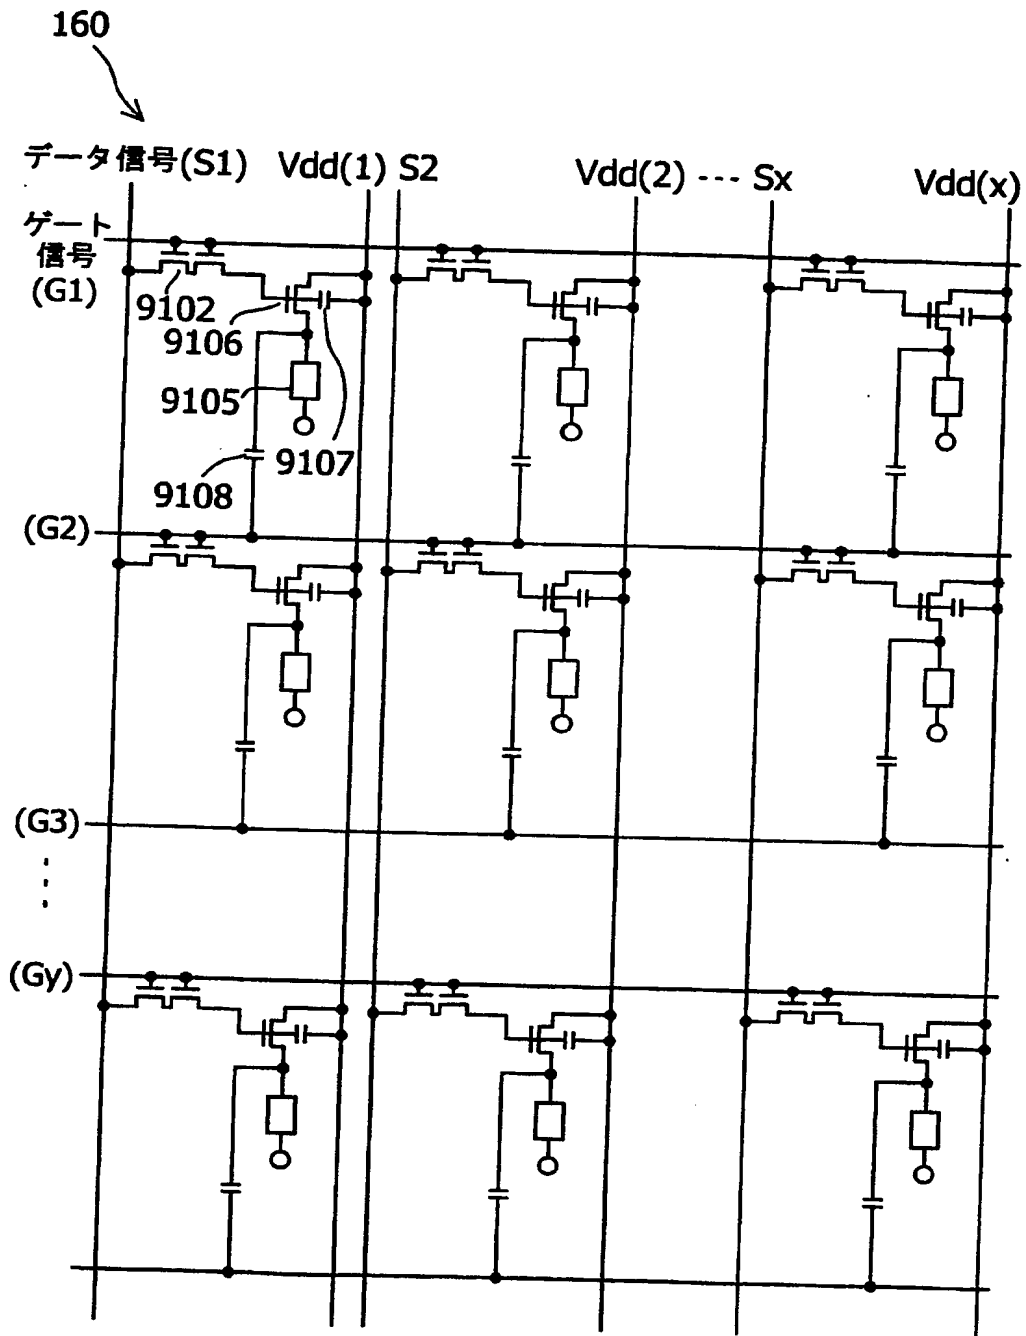 160
データ信号(S1) Vdd(1) S2 Vdd(2) ---- Sx Vdd(x)
ゲート
信号
(G1)
9102
9106
9105
9107
9108
(G2)
(G3)
(Gy)